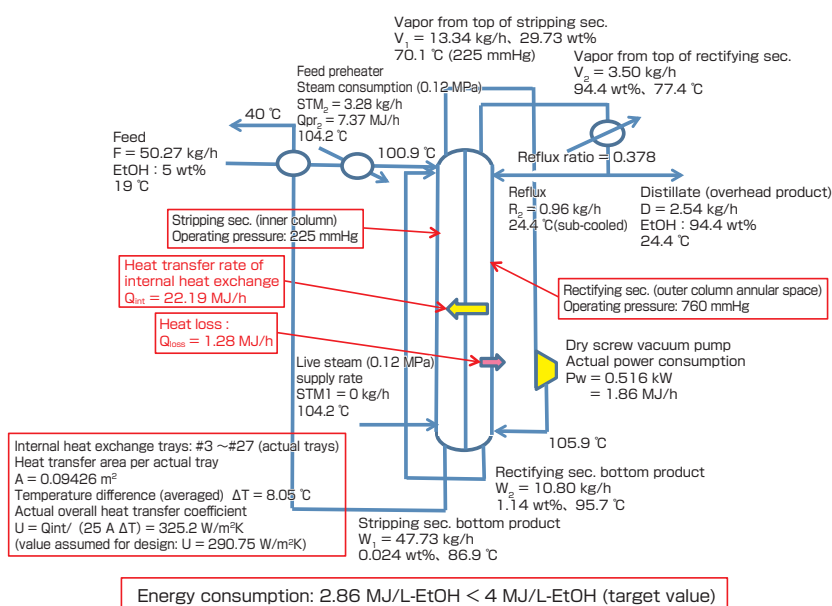 Vapor from top of stripping sec.
V1 = 13.34 kg/h、29.73 wt%
70.1 ℃ (225 mmHg)
Vapor from top of rectifying sec.
V2 = 3.50 kg/h
94.4 wt%、77.4 ℃
Feed preheater
Steam consumption (0.12 MPa)
STM2 = 3.28 kg/h
Qpr2 = 7.37 MJ/h
104.2 ℃
40 ℃
Feed
F = 50.27 kg/h
EtOH : 5 wt%
19 ℃
100.9 ℃
Reflux ratio = 0.378
Reflux
R2 = 0.96 kg/h
24.4 ℃(sub-cooled)
Distillate (overhead product)
D = 2.54 kg/h
EtOH : 94.4 wt%
24.4 ℃
Stripping sec. (inner column)
Operating pressure: 225 mmHg
Heat transfer rate of
internal heat exchange
Qint = 22.19 MJ/h
Rectifying sec. (outer column annular space)
Operating pressure: 760 mmHg
Heat loss :
Qloss = 1.28 MJ/h
Live steam (0.12 MPa)
supply rate
STM1 = 0 kg/h
104.2 ℃
Dry screw vacuum pump
Actual power consumption
Pw = 0.516 kW
= 1.86 MJ/h
105.9 ℃
Internal heat exchange trays: #3 ～#27 (actual trays)
Heat transfer area per actual tray
A = 0.09426 m²
Temperature difference (averaged) ΔT = 8.05 ℃
Actual overall heat transfer coefficient
U = Qint/ (25 A ΔT) = 325.2 W/m²K
(value assumed for design: U = 290.75 W/m²K)
Rectifying sec. bottom product
W2 = 10.80 kg/h
1.14 wt%、95.7 ℃
Stripping sec. bottom product
W1 = 47.73 kg/h
0.024 wt%、86.9 ℃
Energy consumption: 2.86 MJ/L-EtOH < 4 MJ/L-EtOH (target value)